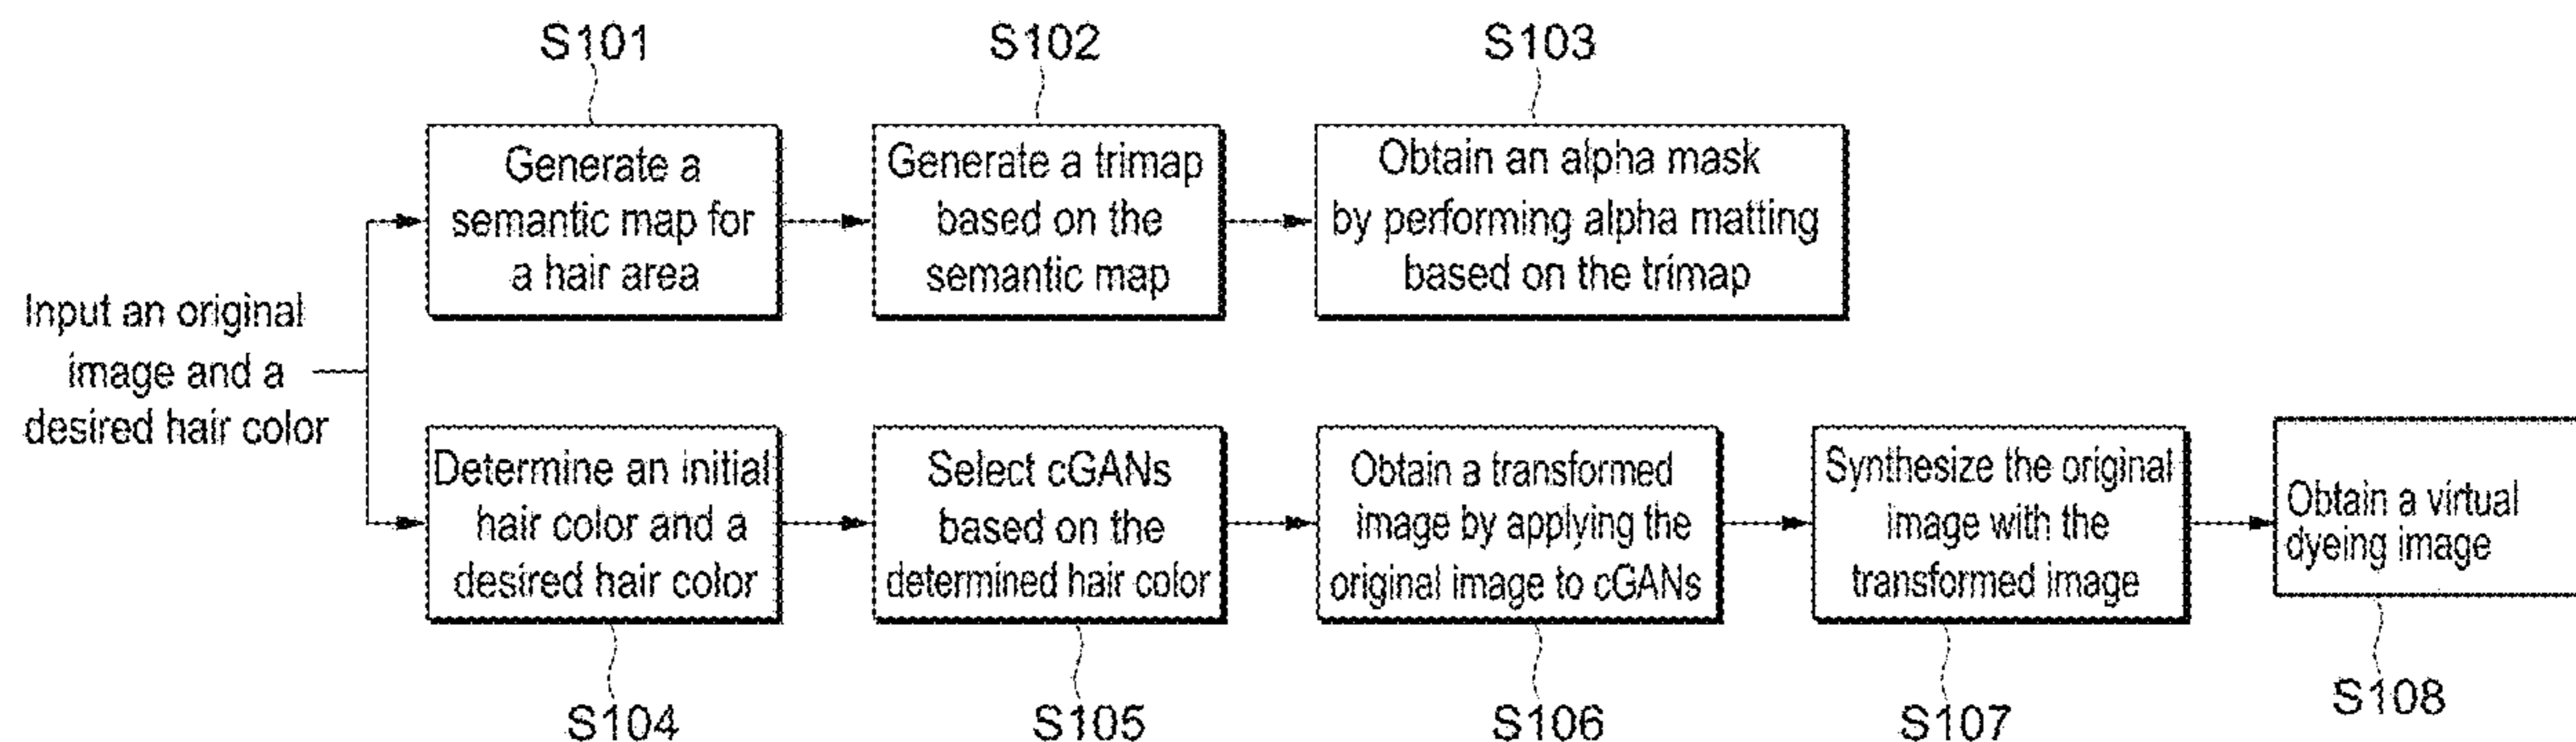 S101
S102
S103
Generate a
semantic map for
a hair area
Generate a trimap
based on the
semantic map
Obtain an alpha mask
by performing alpha matting
based on the trimap
Input an original
image and a
desired hair color
Determine an initial
hair color and a
desired hair color
Select cGANs
based on the
determined hair color
Obtain a transformed
image by applying the
original image to cGANs
Synthesize the original
image with the
transformed image
Obtain a virtual
dyeing image
S104
S105
S106
S107
S108